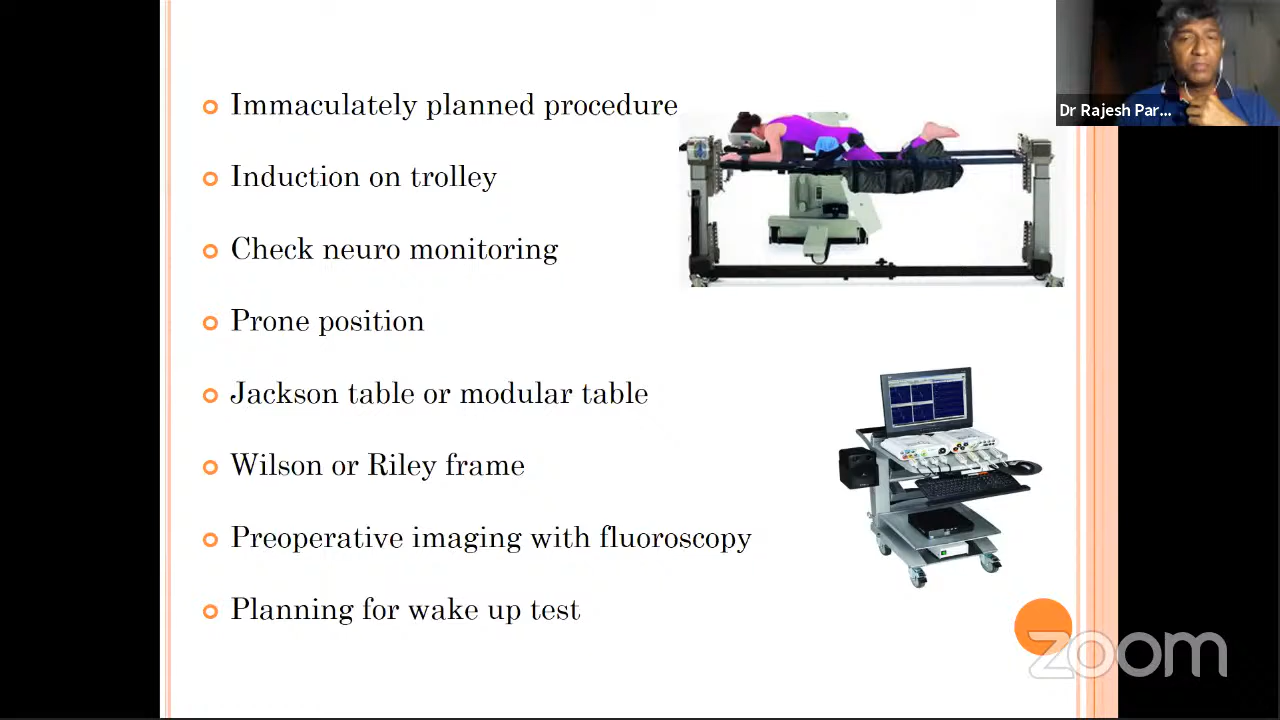 Immaculately planned procedure
Induction on trolley
Check neuro monitoring
Prone position
Jackson table or modular table
Wilson or Riley frame
Preoperative imaging with fluoroscopy
Planning for wake up test
Dr Rajesh Par...
zoom